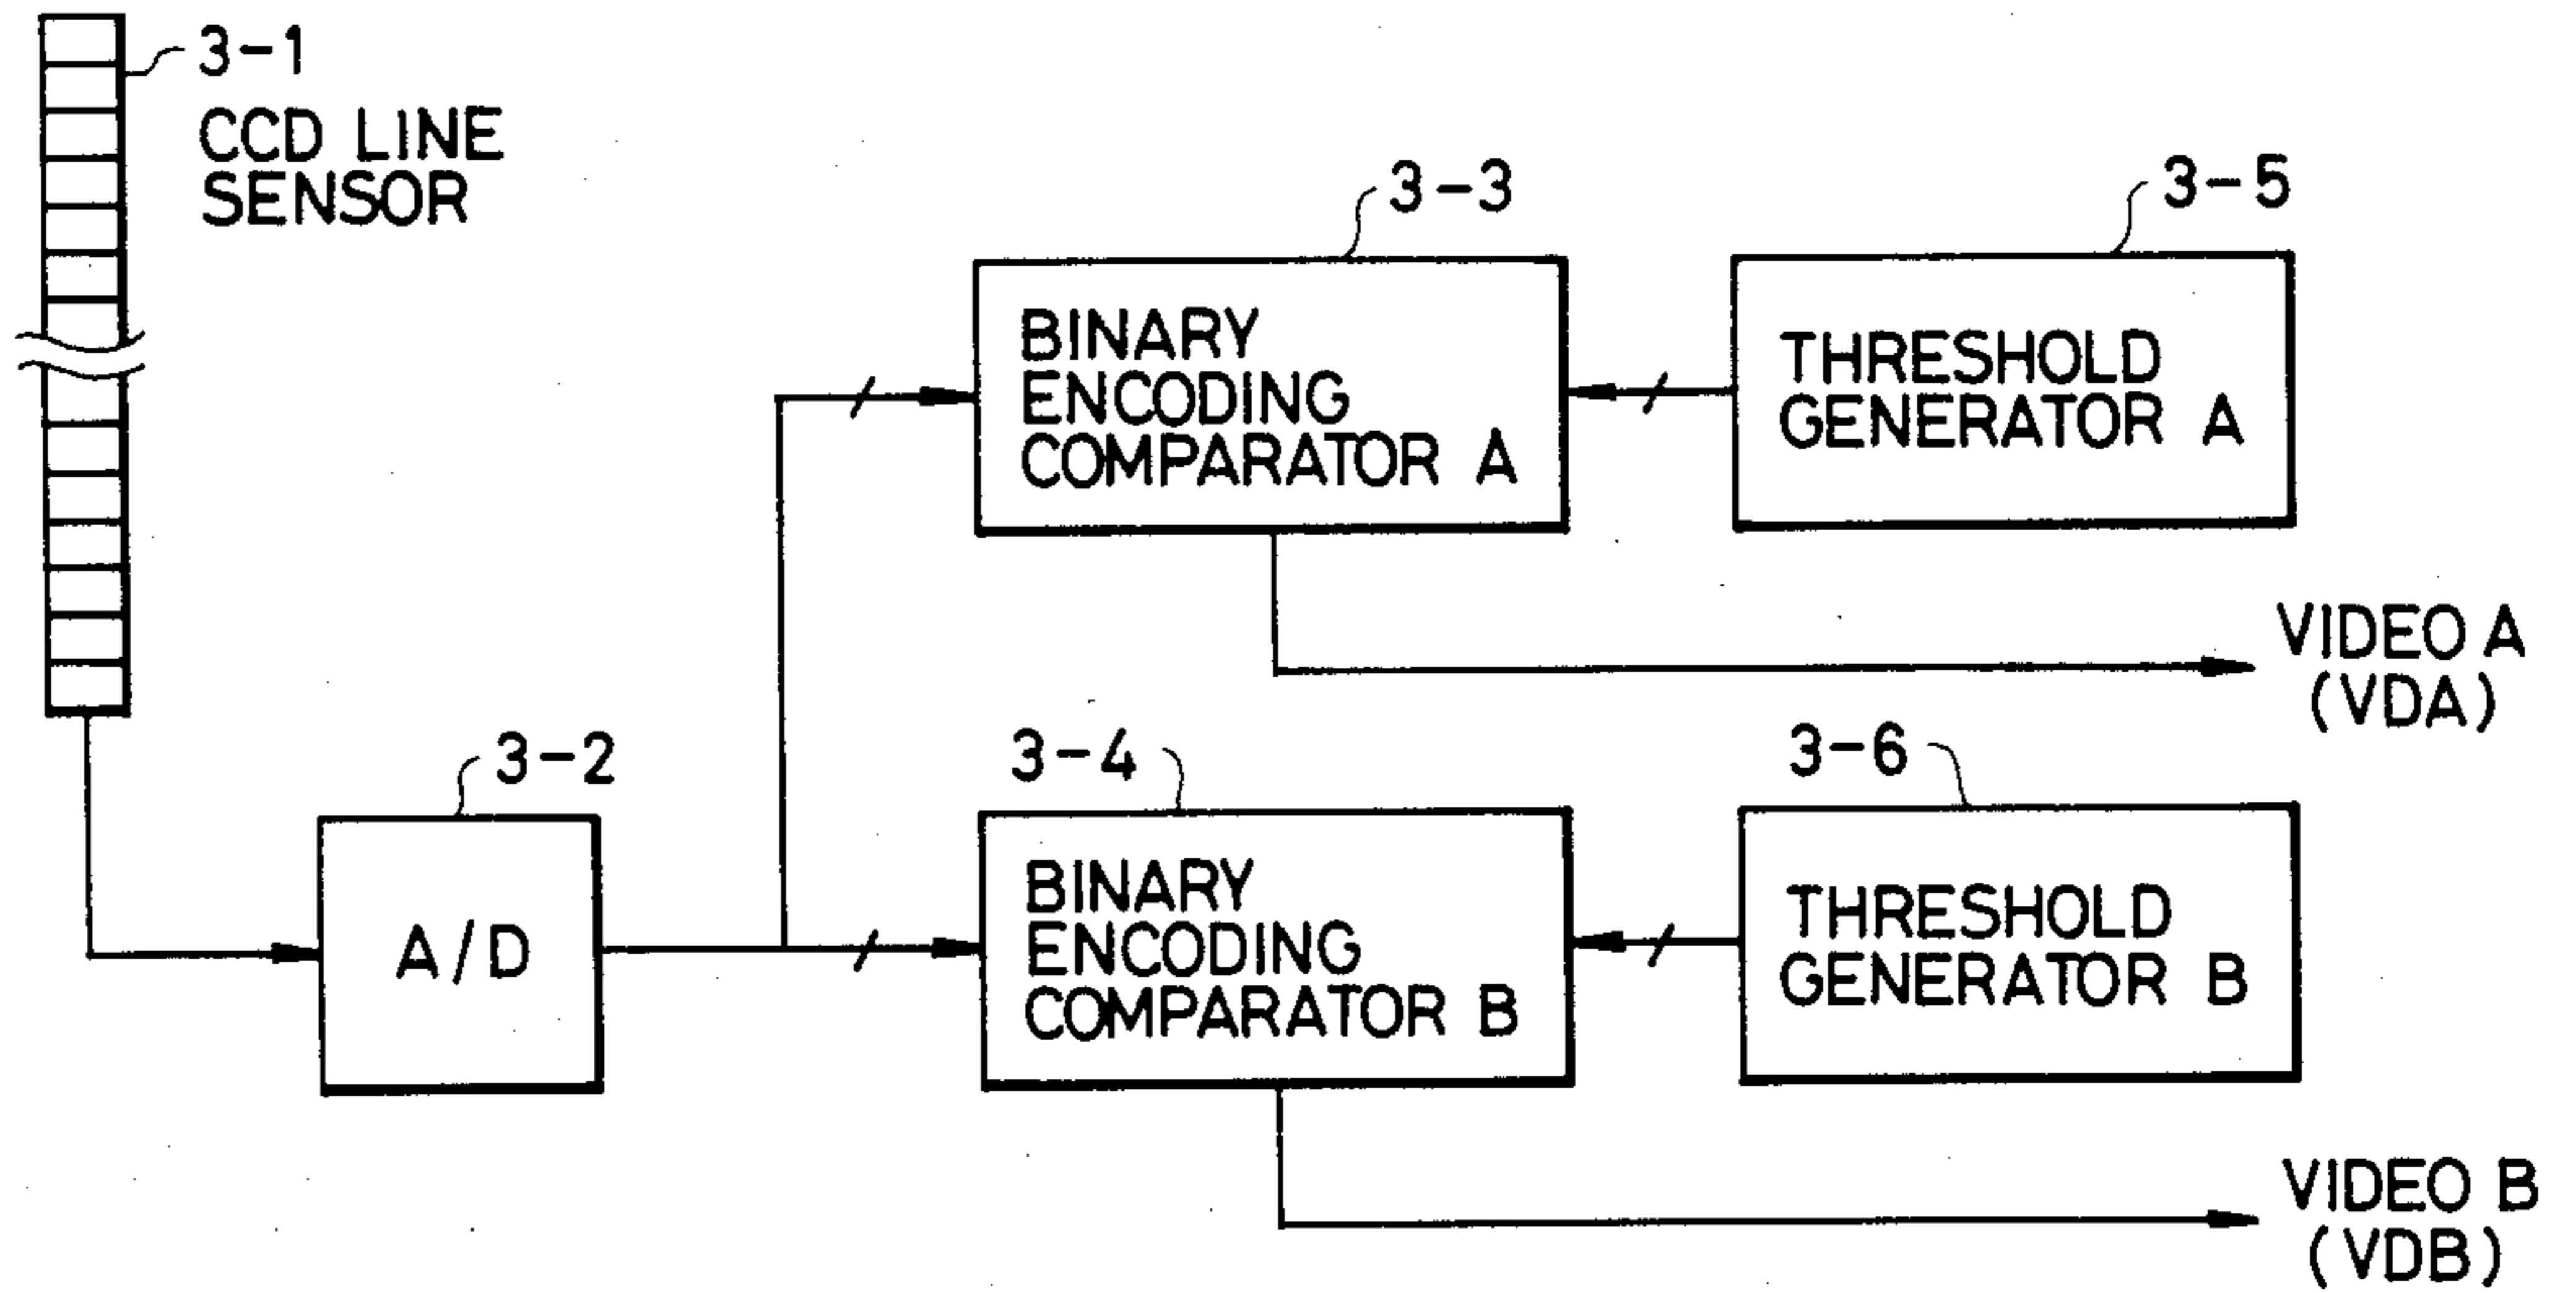 3-1
CCD LINE
SENSOR
3-3
BINARY
ENCODING
COMPARATOR A
3-5
THRESHOLD
GENERATOR A
VIDEO A
(VDA)
3-2
A/D
3-4
BINARY
ENCODING
COMPARATOR B
3-6
THRESHOLD
GENERATOR B
VIDEO B
(VDB)